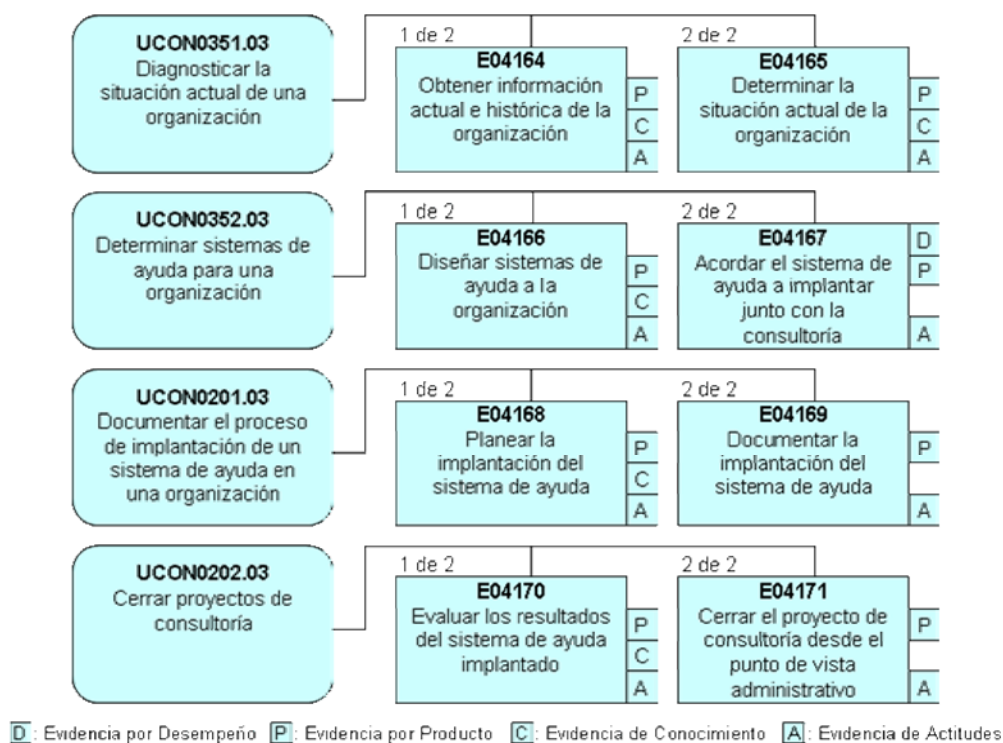 UCON0351.03
Diagnosticar la
situación actual de una
organización
1 de 2
E04164
Obtener información
actual e histórica de la
organización
P
C
A
2 de 2
E04165
Determinar la
situación actual de la
organización
P
C
A
UCON0352.03
Determinar sistemas de
ayuda para una
organización
1 de 2
E04166
Diseñar sistemas de
ayuda a la
organización
P
C
A
2 de 2
E04167
Acordar el sistema de
ayuda a implantar
junto con la
consultoría
D
P
A
UCON0201.03
Documentar el proceso
de implantación de un
sistema de ayuda en
una organización
1 de 2
E04168
Planear la
implantación del
sistema de ayuda
P
C
A
2 de 2
E04169
Documentar la
implantación del
sistema de ayuda
P
A
UCON0202.03
Cerrar proyectos de
consultoría
1 de 2
E04170
Evaluar los resultados
del sistema de ayuda
implantado
P
C
A
2 de 2
E04171
Cerrar el proyecto de
consultoría desde el
punto de vista
administrativo
P
A
D : Evidencia por Desempeño P : Evidencia por Producto C : Evidencia de Conocimiento A : Evidencia de Actitudes